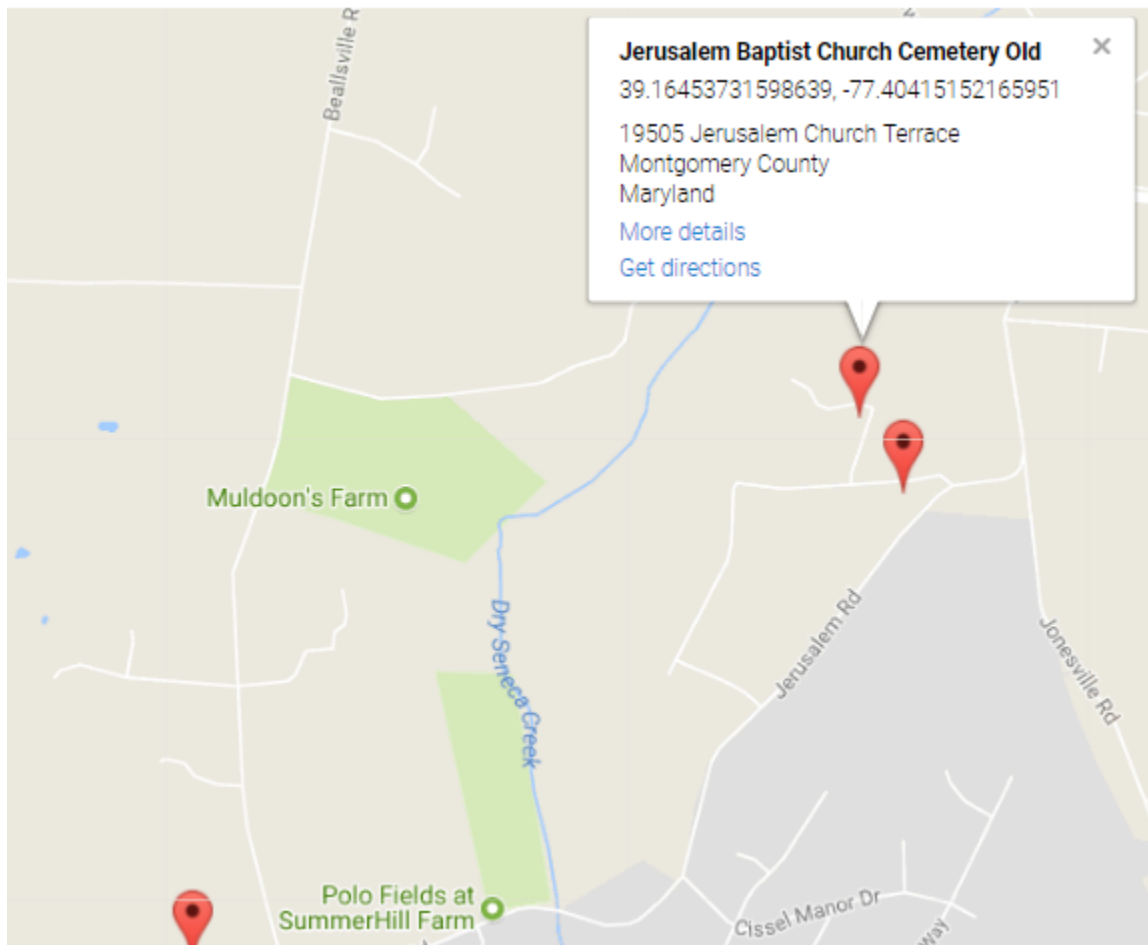 Beallsville R
Jerusalem Baptist Church Cemetery Old
39.16453731598639, -77.40415152165951
19505 Jerusalem Church Terrace
Montgomery County
Maryland
More details
Get directions
Muldoon's Farm
Dry Seneca Creek
Jerusalem Rd
Jonesville Rd
Polo Fields at
SummerHill Farm
Cissel Manor Dr
way